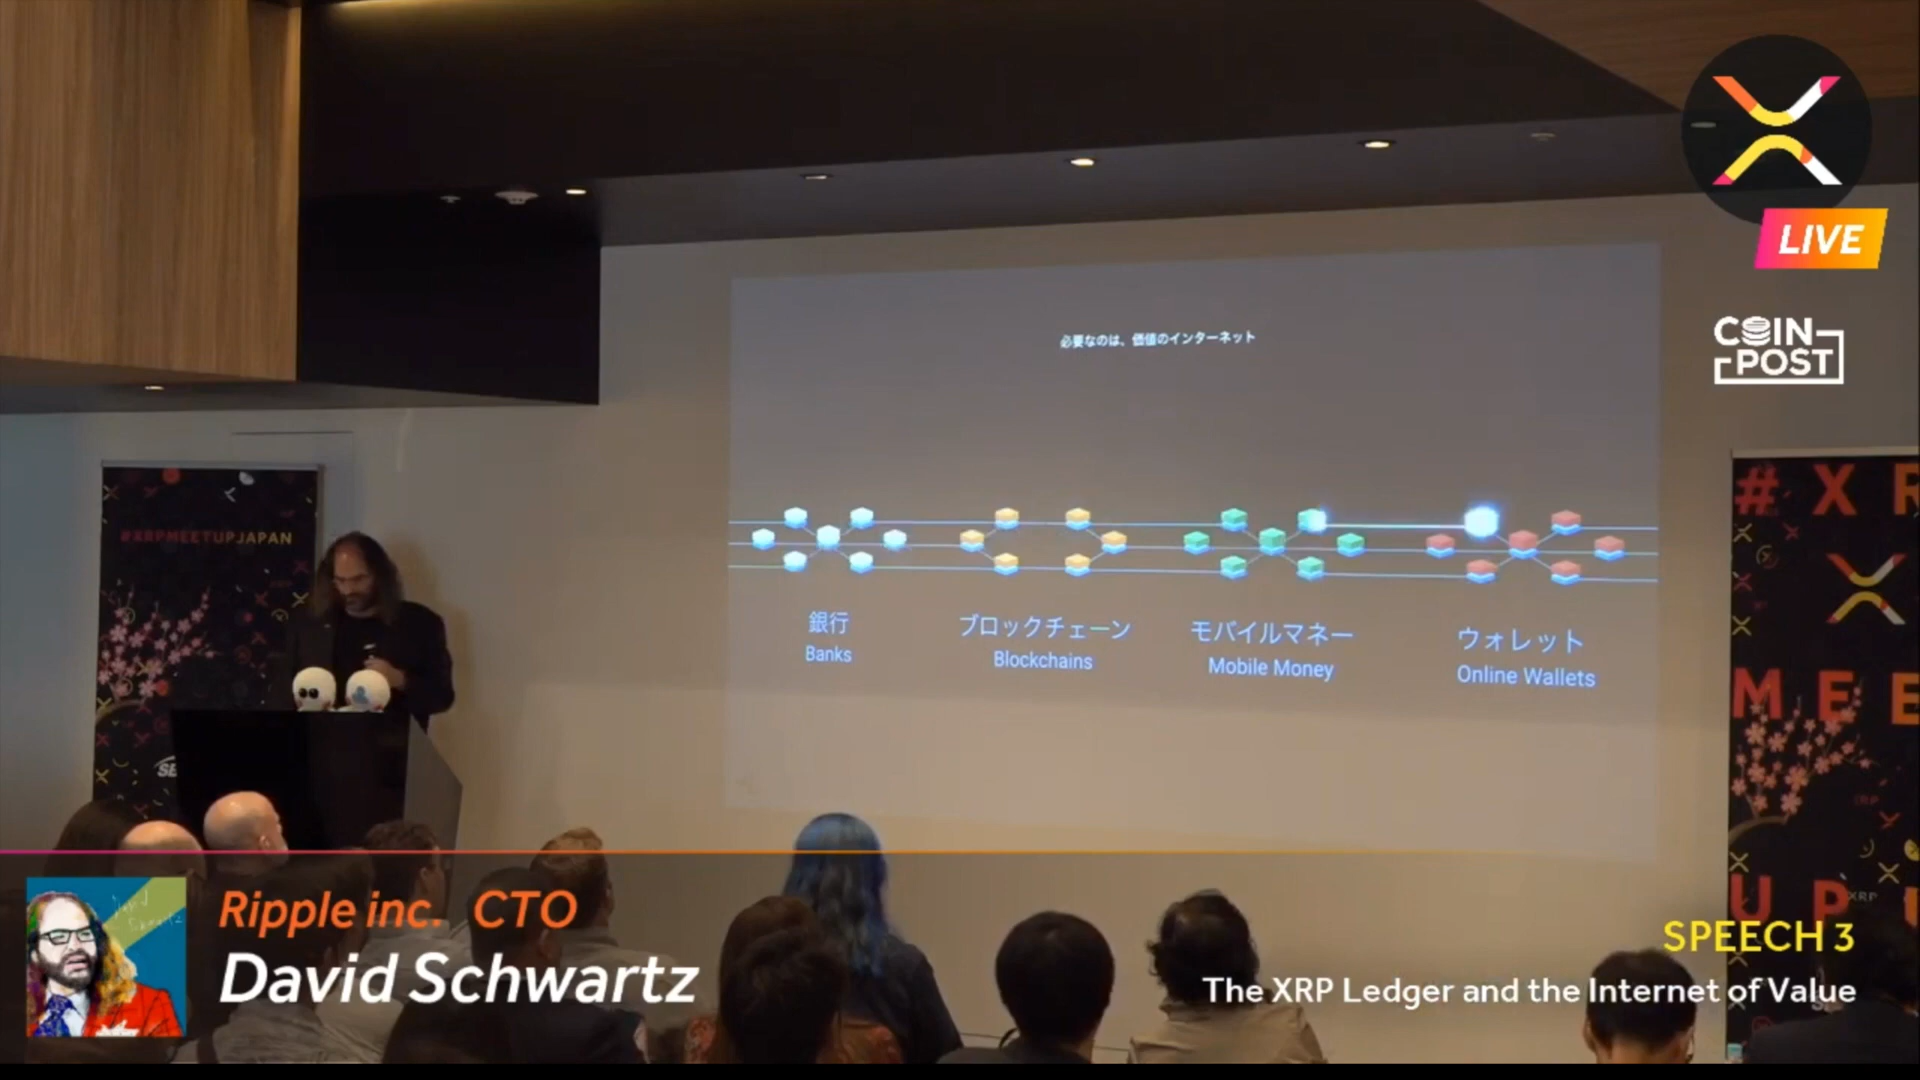 LIVE
COIN
POST
必要なのは、価値のインターネット
#XRPMEETUPJAPAN
銀行
Banks
ブロックチェーン
Blockchains
モバイルマネー
Mobile Money
ウォレット
Online Wallets
# X R
M E E
U P
XRP
Ripple inc. CTO
David Schwartz
SPEECH 3
The XRP Ledger and the Internet of Value